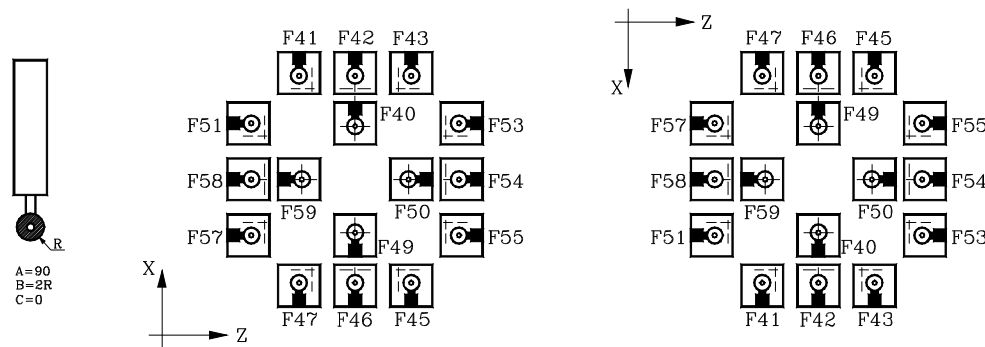 F41 F42 F43
F40
F51 F53
F58 F54
F59 F50
F57 F55
F49
F47 F46 F45
X
Z
R
A=90
B=2R
C=0
Z
X
F47 F46 F45
F49
F57 F55
F58 F54
F59 F50
F51 F53
F40
F41 F42 F43